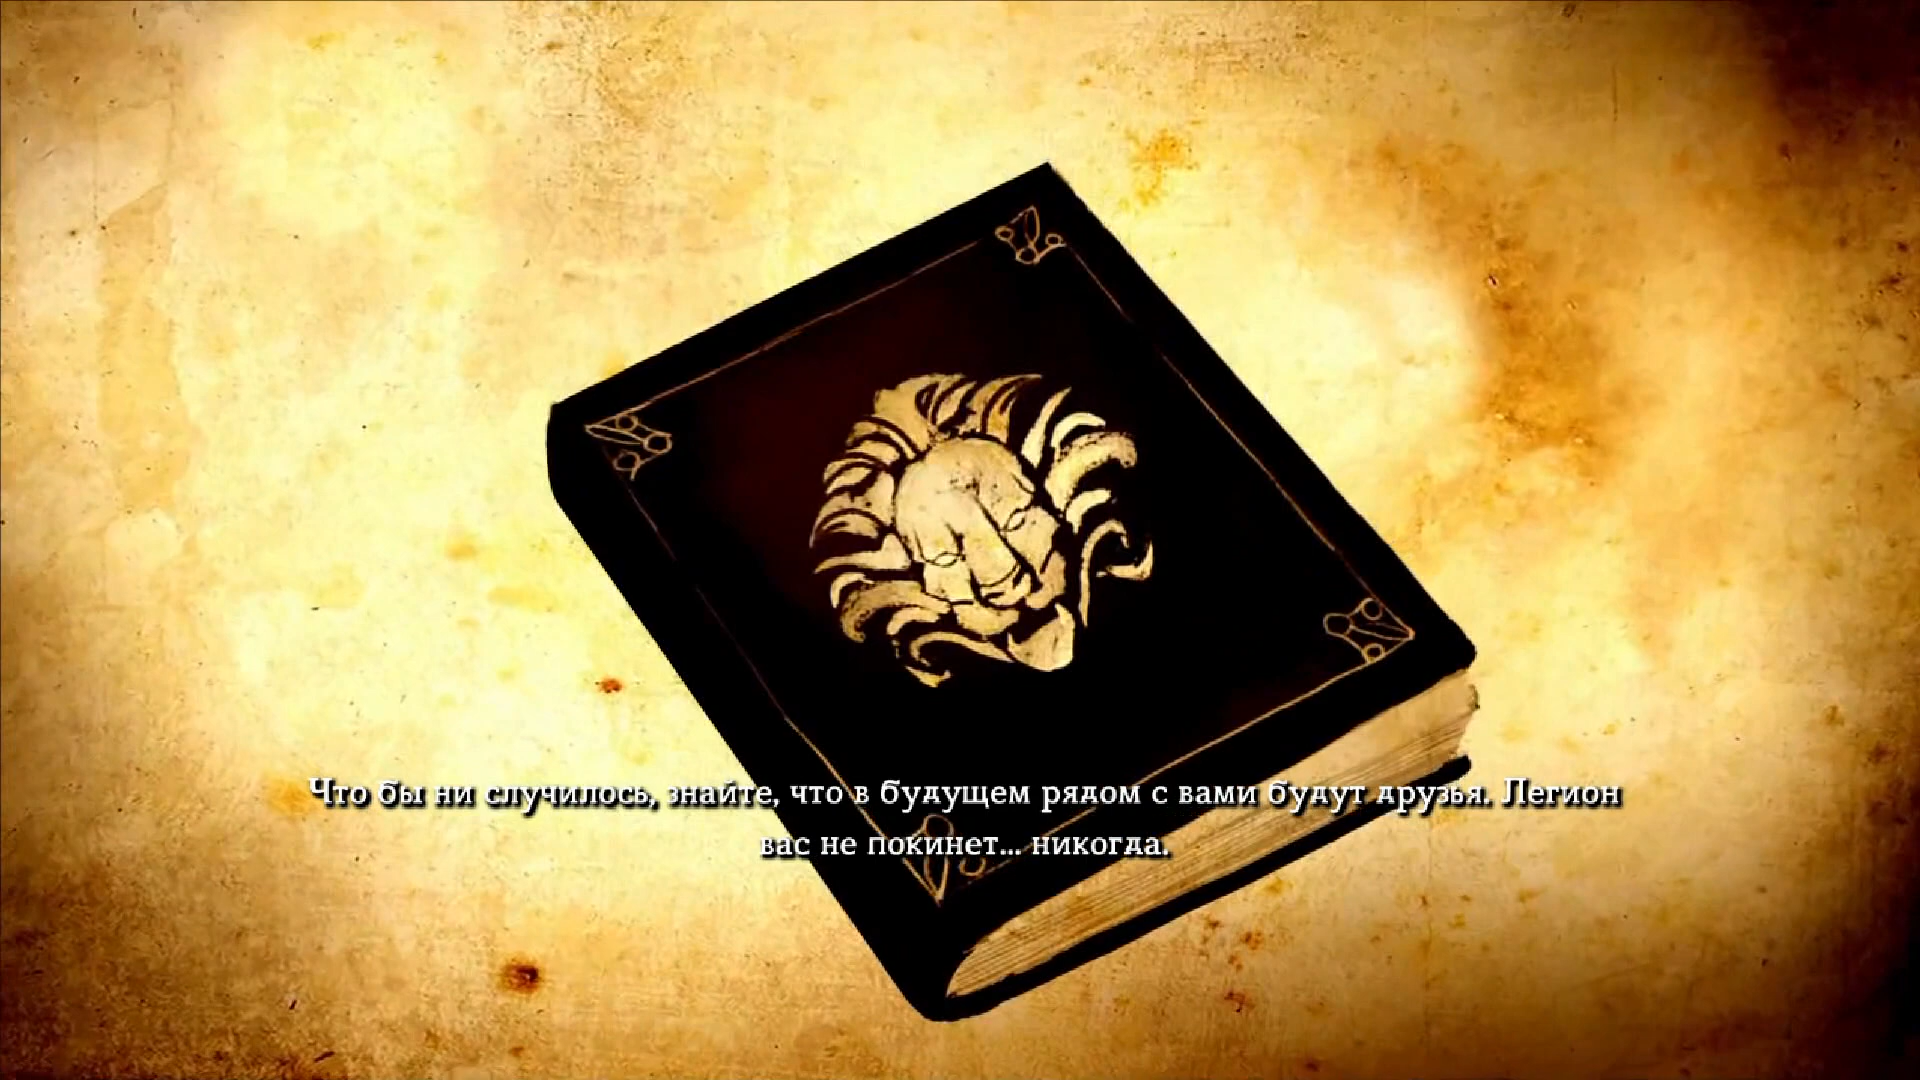 Что бы ни случилось, знайте, что в будущем рядом с вами будут друзья. Легион
вас не покинет... никогда.